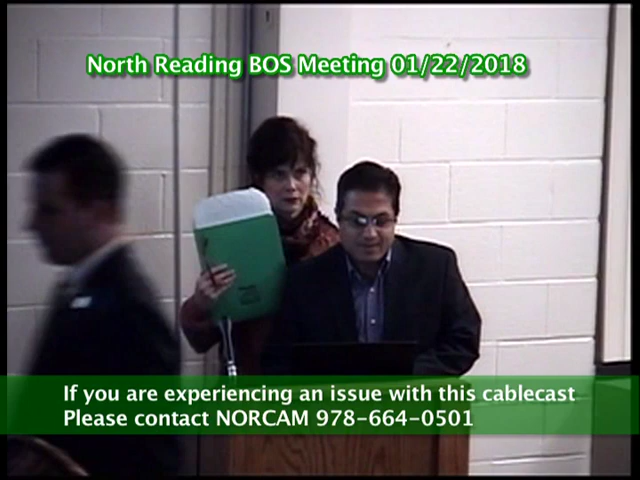 North Reading BOS Meeting 01/22/2018
If you are experiencing an issue with this cablecast
Please contact NORCAM 978-664-0501